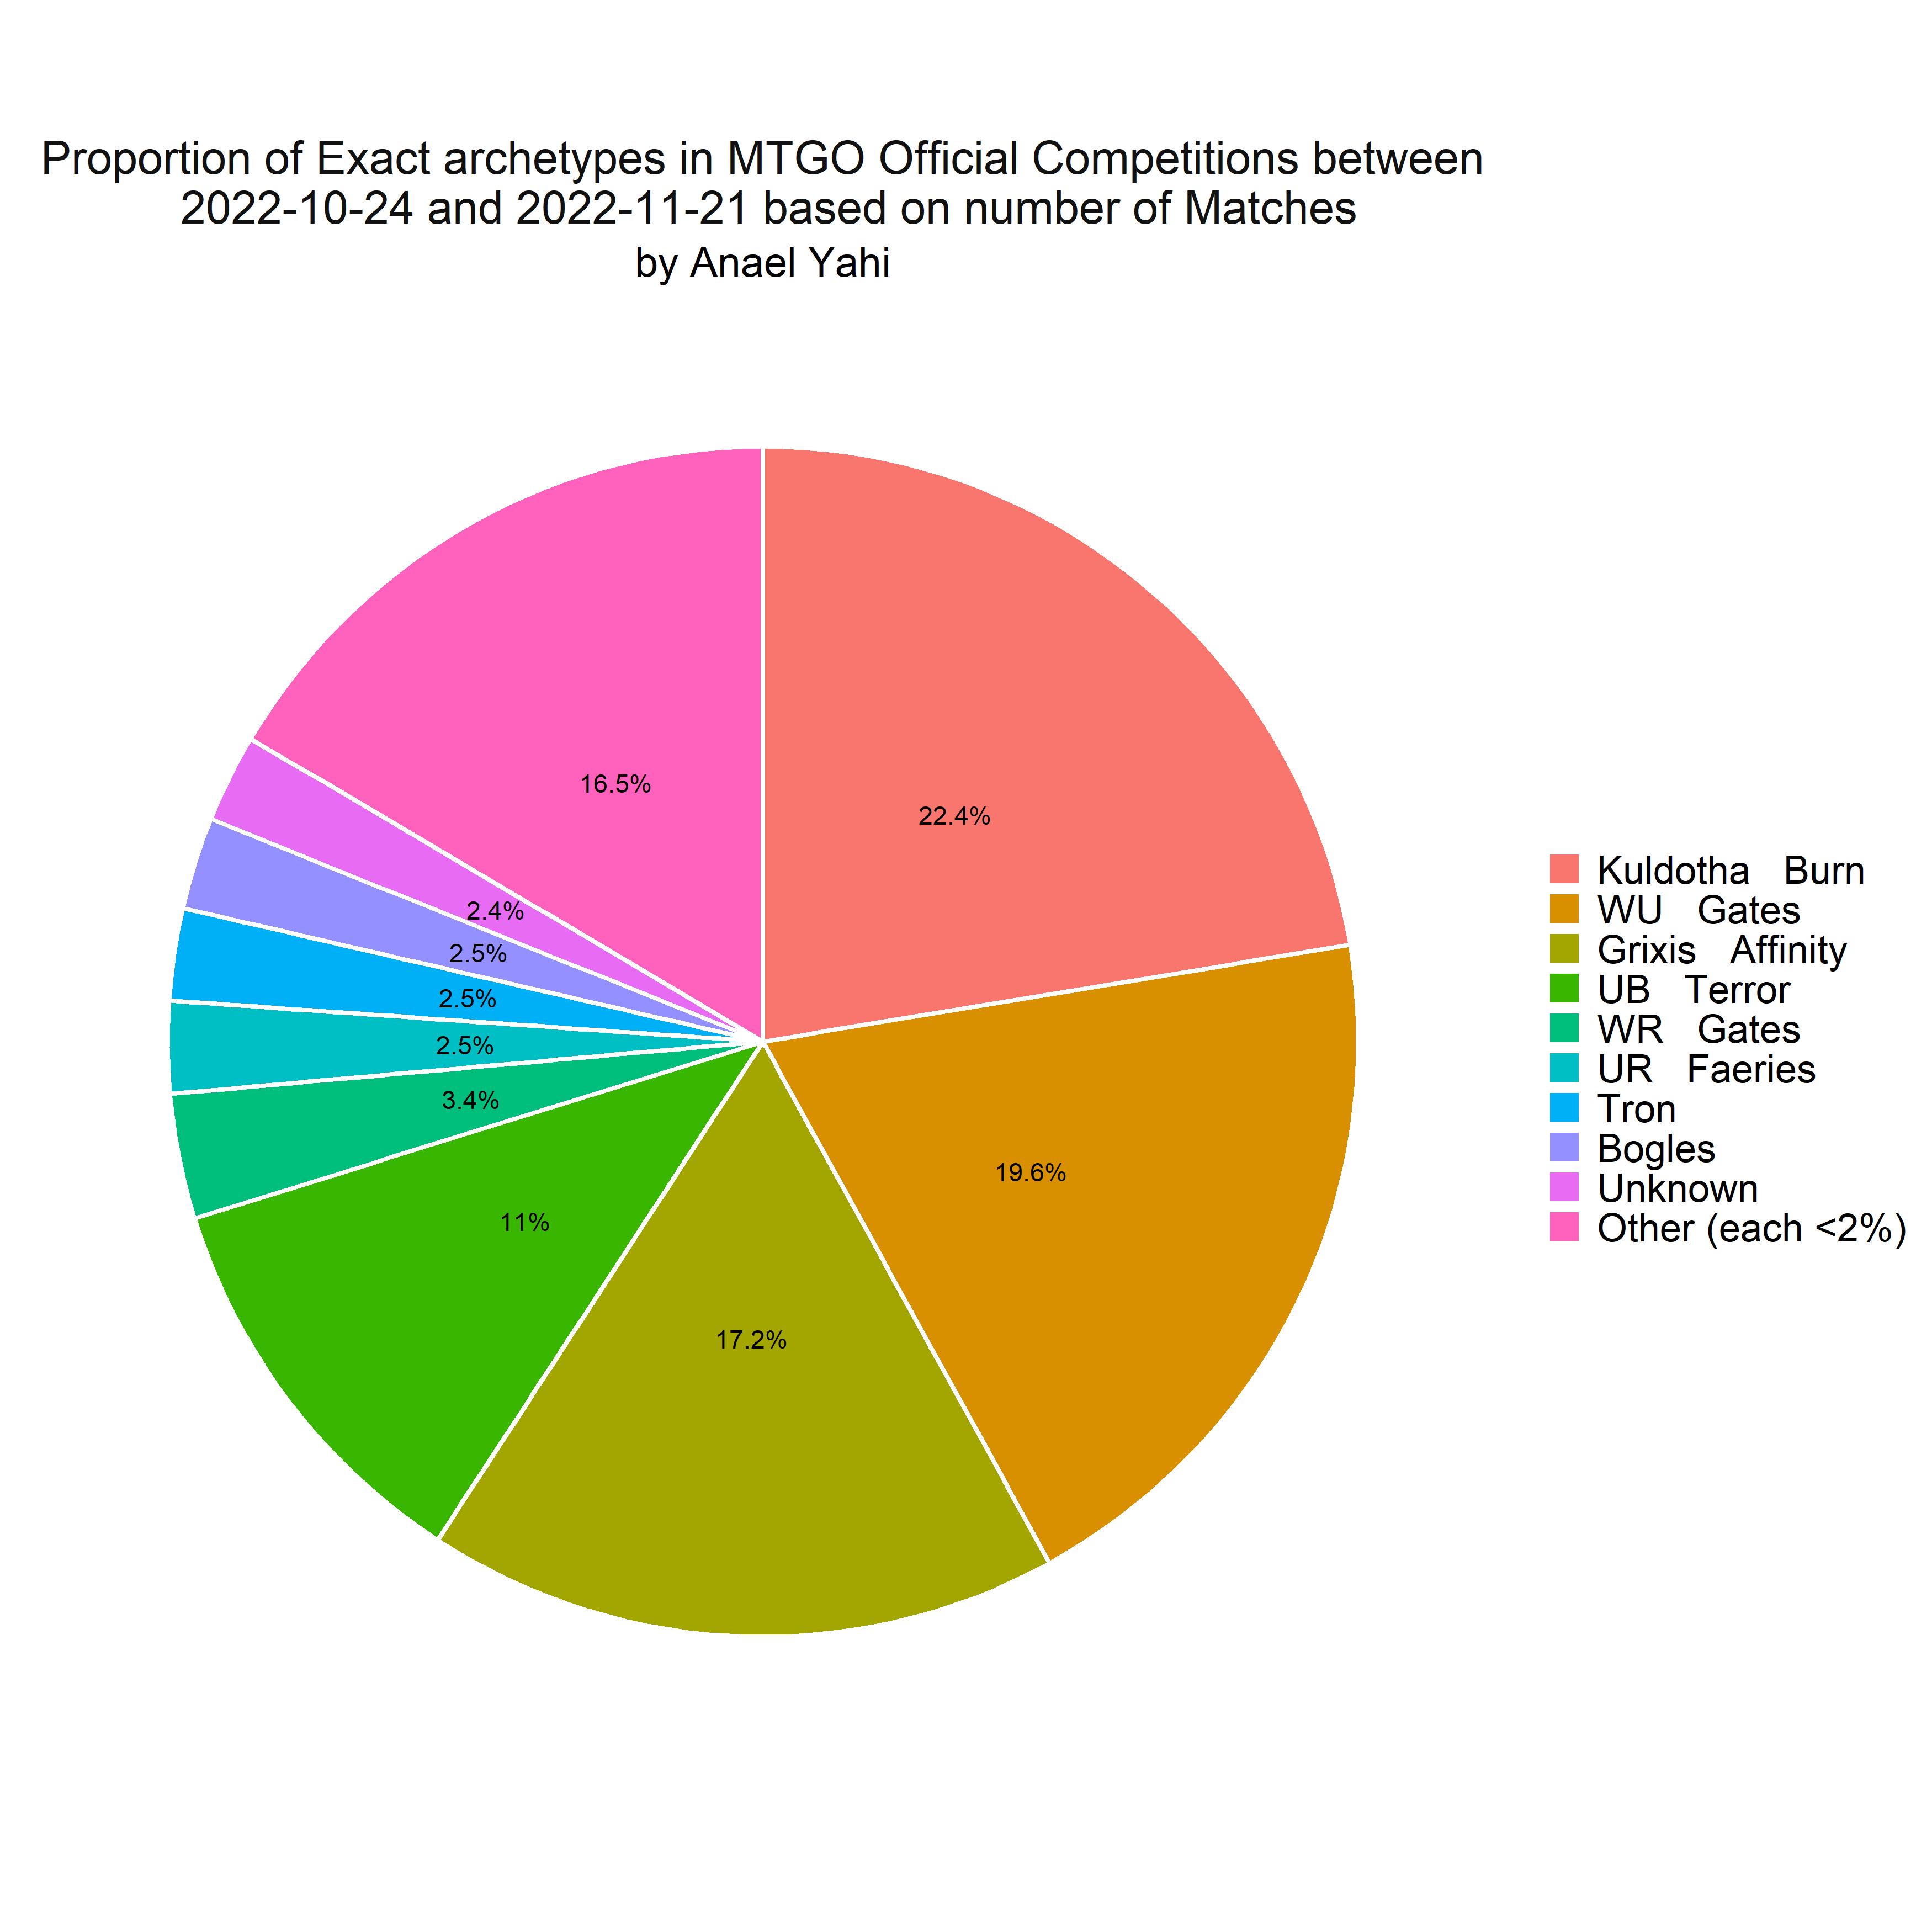 Proportion of Exact archetypes in MTGO Official Competitions between
2022-10-24 and 2022-11-21 based on number of Matches
by Anael Yahi
16.5%
22.4%
2.4%
2.5%
2.5%
2.5%
3.4%
19.6%
11%
17.2%
Kuldotha Burn
WU Gates
Grixis Affinity
UB Terror
WR Gates
UR Faeries
Tron
Bogles
Unknown
Other (each <2%)